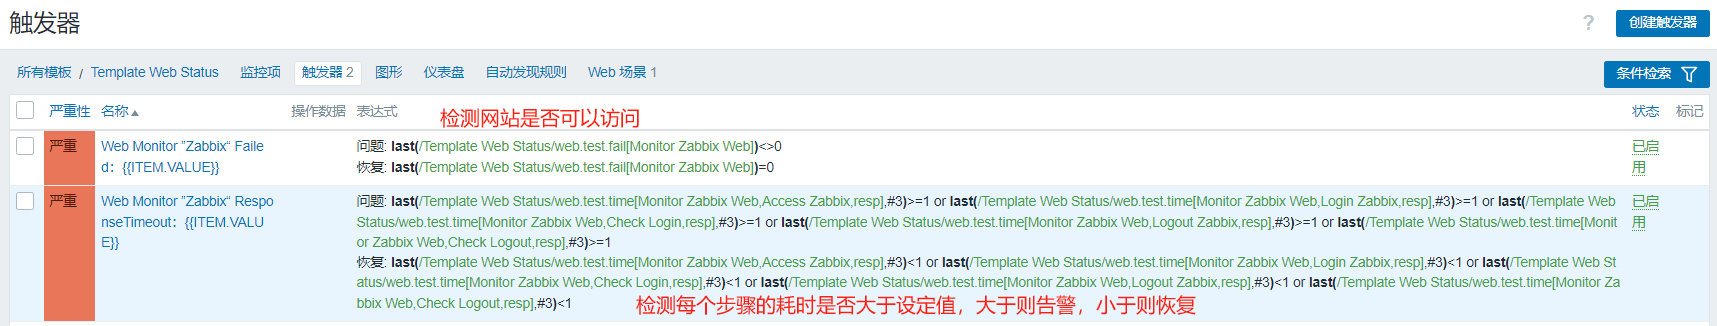 触发器
?
创建触发器
所有模板 / Template Web Status 监控项 触发器 2 图形 仪表盘 自动发现规则 Web 场景 1
条件检索
严重性 名称 操作数据 表达式 状态 标记
检测网站是否可以访问
严重
Web Monitor ”Zabbix“ Faile
d：{{ITEM.VALUE}}
问题: last(/Template Web Status/web.test.fail[Monitor Zabbix Web])<>0
恢复: last(/Template Web Status/web.test.fail[Monitor Zabbix Web])=0
已启
用
严重
Web Monitor ”Zabbix“ Respo
nseTimeout：{{ITEM.VALU
E}}
问题: last(/Template Web Status/web.test.time[Monitor Zabbix Web,Access Zabbix,resp],#3)>=1 or last(/Template Web Status/web.test.time[Monitor Zabbix Web,Login Zabbix,resp],#3)>=1 or last(/Template Web
Status/web.test.time[Monitor Zabbix Web,Check Login,resp],#3)>=1 or last(/Template Web Status/web.test.time[Monitor Zabbix Web,Logout Zabbix,resp],#3)>=1 or last(/Template Web Status/web.test.time[Monit
or Zabbix Web,Check Logout,resp],#3)>=1
恢复: last(/Template Web Status/web.test.time[Monitor Zabbix Web,Access Zabbix,resp],#3)<1 or last(/Template Web Status/web.test.time[Monitor Zabbix Web,Login Zabbix,resp],#3)<1 or last(/Template Web St
atus/web.test.time[Monitor Zabbix Web,Check Login,resp],#3)<1 or last(/Template Web Status/web.test.time[Monitor Zabbix Web,Logout Zabbix,resp],#3)<1 or last(/Template Web Status/web.test.time[Monitor Za
bbix Web,Check Logout,resp],#3)<1
已启
用
检测每个步骤的耗时是否大于设定值，大于则告警，小于则恢复